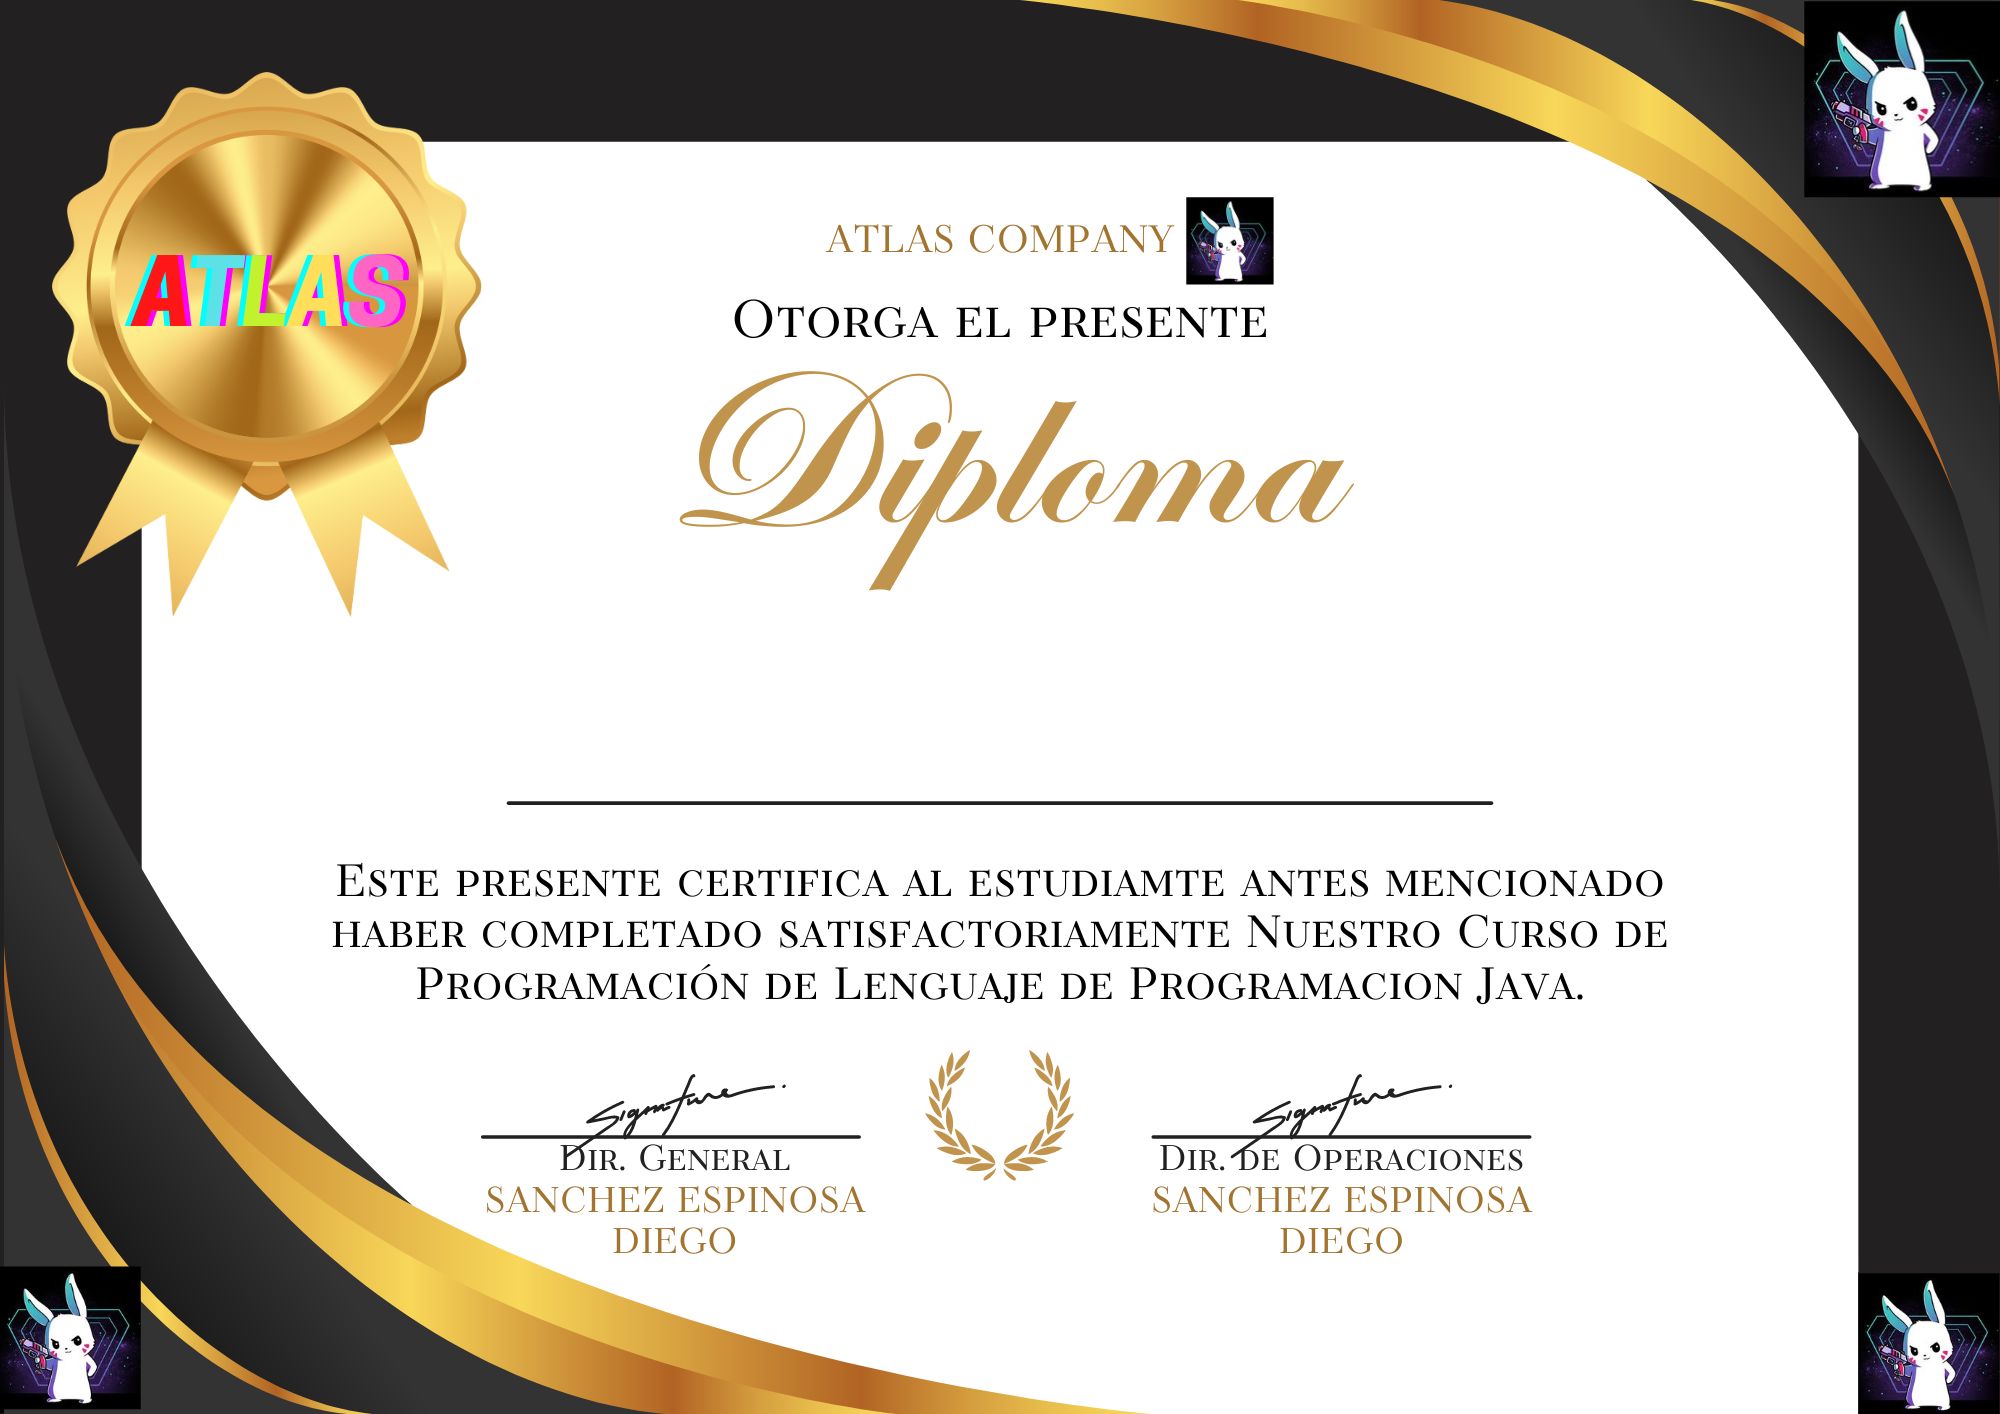 ATLAS
ATLAS COMPANY
OTORGA EL PRESENTE
Diploma
ESTE PRESENTE CERTIFICA AL ESTUDIAMTE ANTES MENCIONADO
HABER COMPLETADO SATISFACTORIAMENTE NUESTRO CURSO DE
PROGRAMACIÓN DE LENGUAJE DE PROGRAMACION JAVA.
Signature
DIR. GENERAL
SANCHEZ ESPINOSA
DIEGO
Signature
DIR. DE OPERACIONES
SANCHEZ ESPINOSA
DIEGO